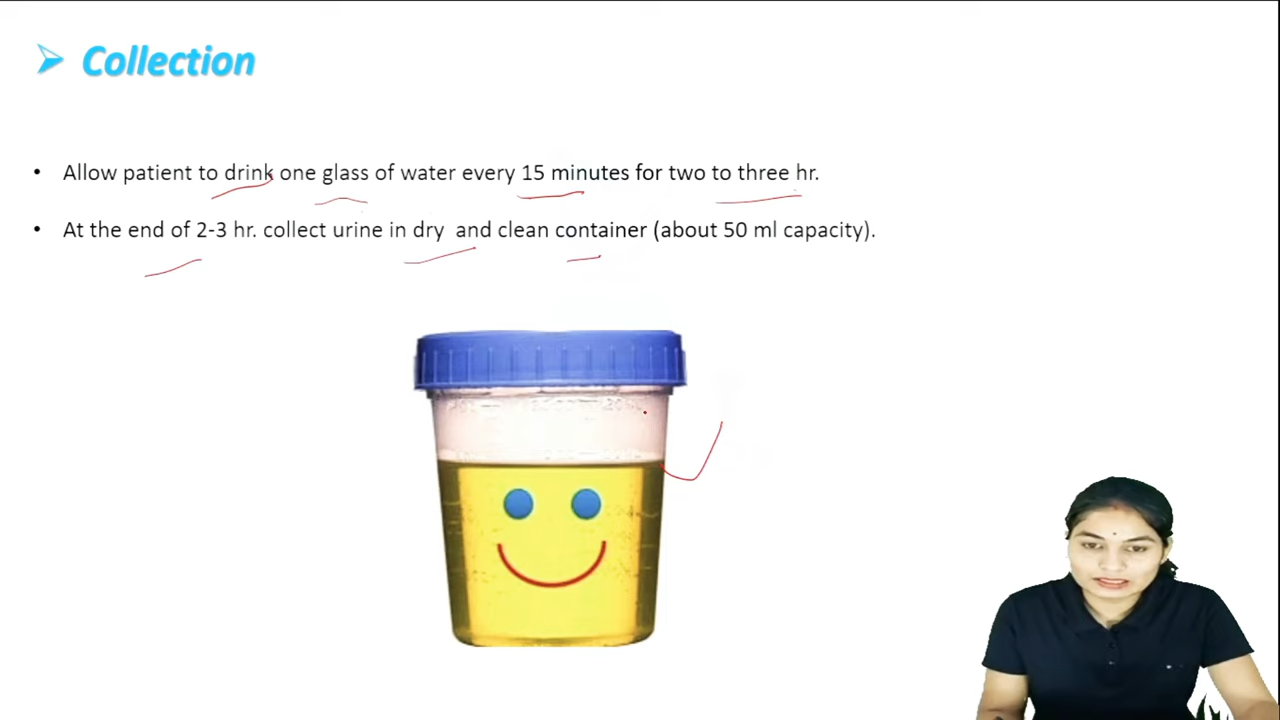 Collection
Allow patient to drink one glass of water every 15 minutes for two to three hr.
At the end of 2-3 hr. collect urine in dry and clean container (about 50 ml capacity).